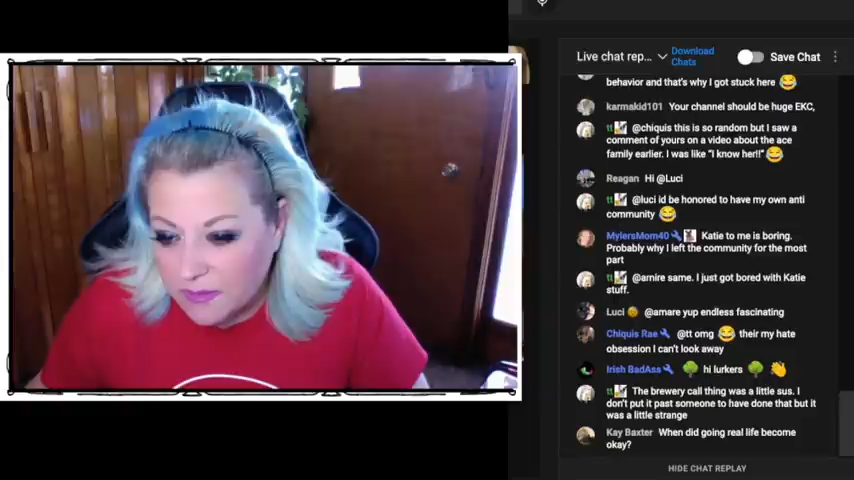 Live chat rep...
Download
Chats
Save Chat
behavior and that's why I got stuck here
karmakid101 Your channel should be huge EKC,
tt @chiquis this is so random but I saw a
comment of yours on a video about the ace
family earlier. I was like "I know her!!"
Reagan Hi @Luci
tt @luci id be honored to have my own anti
community
MylersMom40 Katie to me is boring.
Probably why I left the community for the most
part
tt @amire same. I just got bored with Katie
stuff.
Luci @amare yup endless fascinating
Chiquis Rae @tt omg their my hate
obsession I can't look away
Irish BadAss hi lurkers
tt The brewery call thing was a little sus. I
don't put it past someone to have done that but it
was a little strange
Kay Baxter When did going real life become
okay?
HIDE CHAT REPLAY